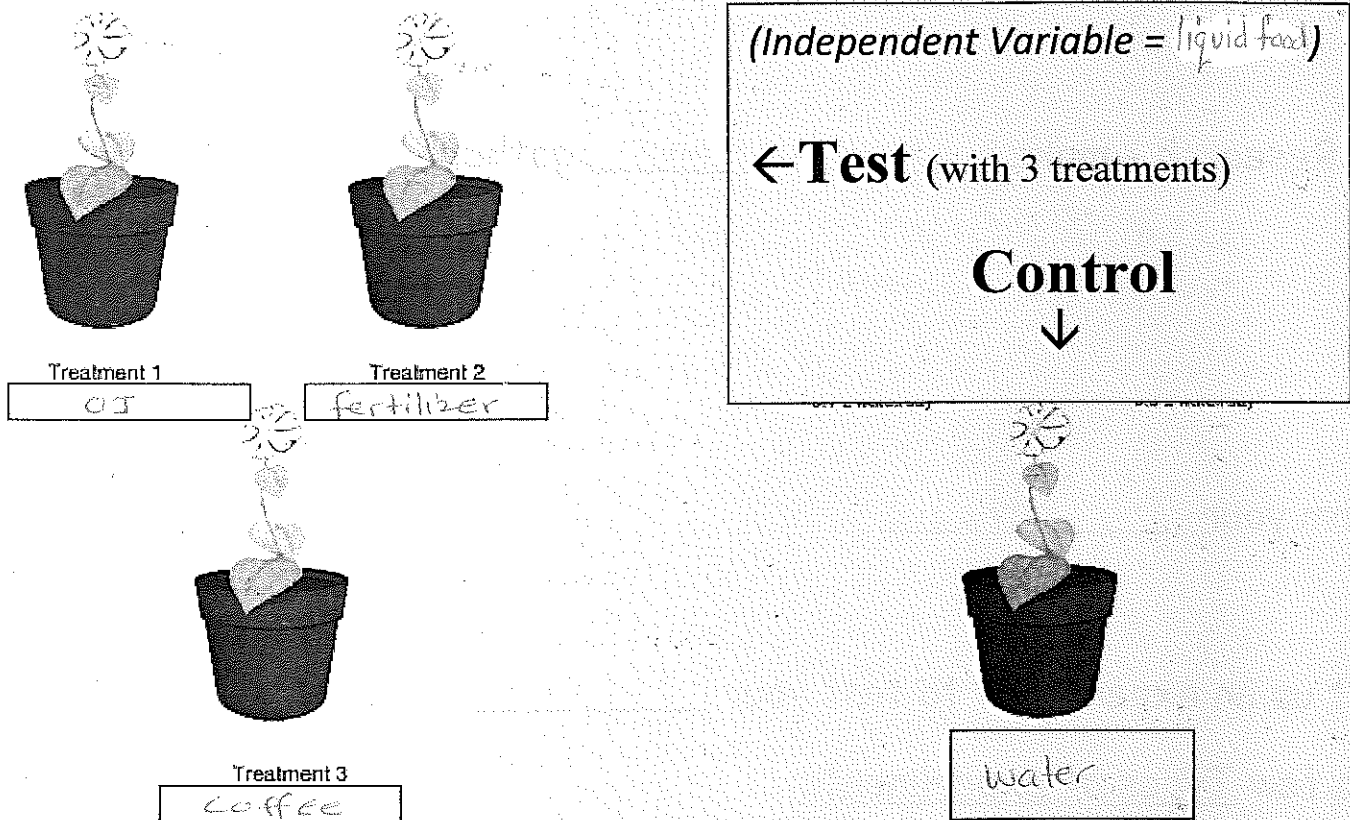 (Independent Variable = liquid food)
←Test (with 3 treatments)
Control
↓
Treatment 1
OJ
Treatment 2
fertilizer
Treatment 3
coffee
water